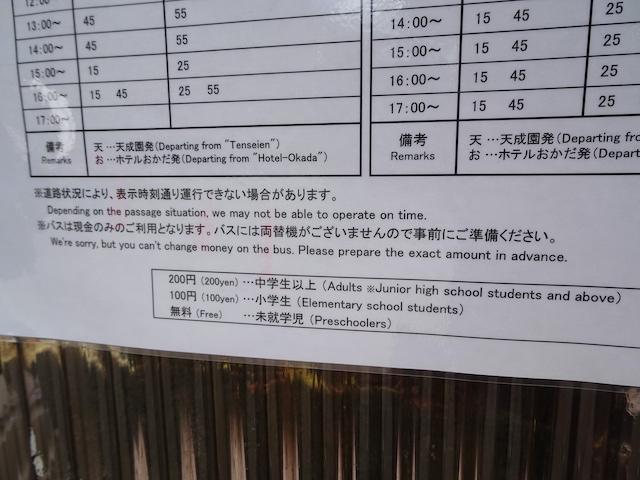 12:00～
13:00～ 45 55
14:00～ 45 55
15:00～ 15 25
16:00～ 15 45 25 55
17:00～
備考 Remarks
天 …天成園発(Departing from "Tenseien")
お …ホテルおかだ発(Departing from "Hotel-Okada")
25
14:00～ 15 45 25
15:00～ 15 45 25
16:00～ 15 45 25
17:00～ 15 45 25
備考 Remarks
天 …天成園発(Departing fro
お …ホテルおかだ発(Depart
※道路状況により、表示時刻通り運行できない場合があります。
Depending on the passage situation, we may not be able to operate on time.
※バスは現金のみのご利用となります。バスには両替機がございませんので事前にご準備ください。
We're sorry, but you can't change money on the bus. Please prepare the exact amount in advance.
200円 (200yen) …中学生以上 (Adults ※Junior high school students and above)
100円 (100yen) …小学生 (Elementary school students)
無料 (Free) …未就学児 (Preschoolers)